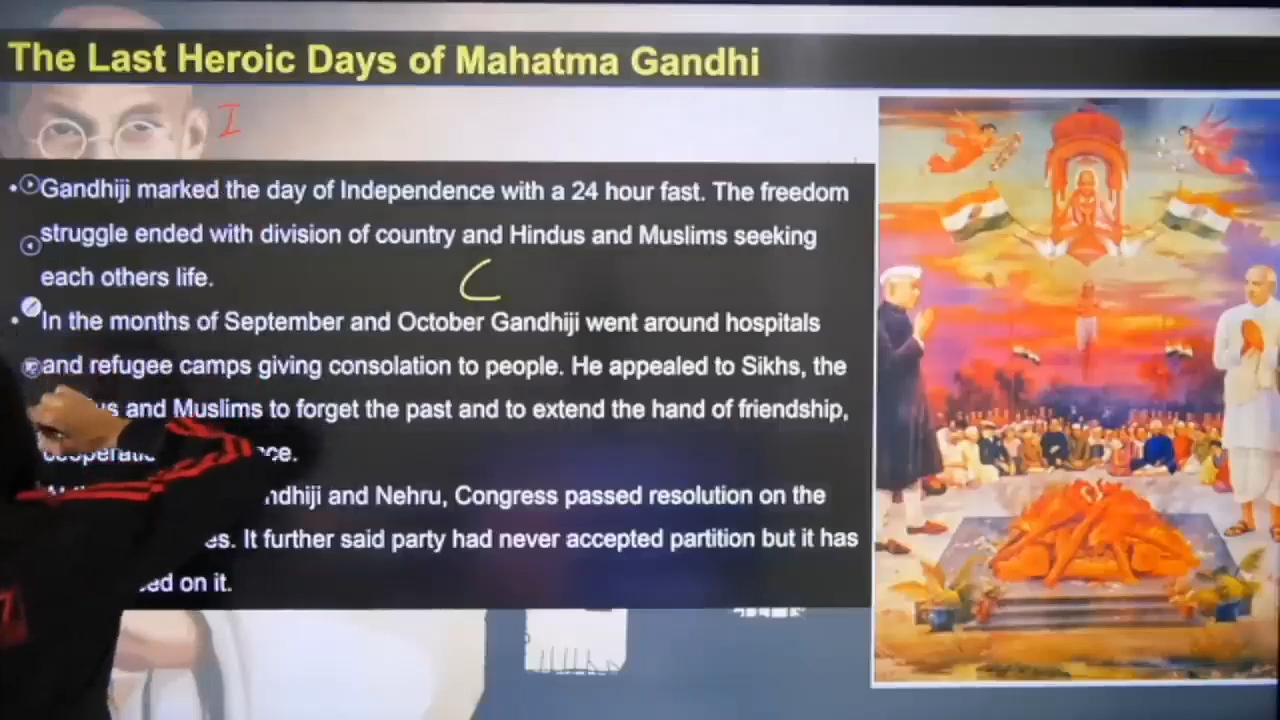 The Last Heroic Days of Mahatma Gandhi
I
• Gandhiji marked the day of Independence with a 24 hour fast. The freedom
struggle ended with division of country and Hindus and Muslims seeking
each others life.
C
• In the months of September and October Gandhiji went around hospitals
and refugee camps giving consolation to people. He appealed to Sikhs, the
and Muslims to forget the past and to extend the hand of friendship,
and Nehru, Congress passed resolution on the
It further said party had never accepted partition but it has
on it.